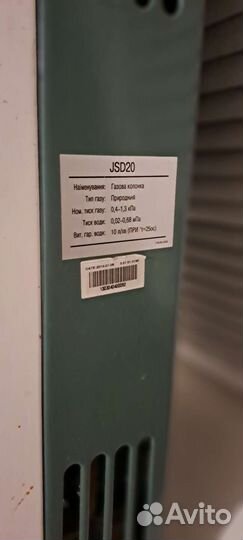 JSD20
Найменування: Газова колонка
Тип газу: Природний
Ном. тиск газу: 0,4–1,3 кПа
Тиск води: 0,02–0,68 мПа
Вит. гар. води: 10 л/хв (ПРИ °t=25ос)
Avito